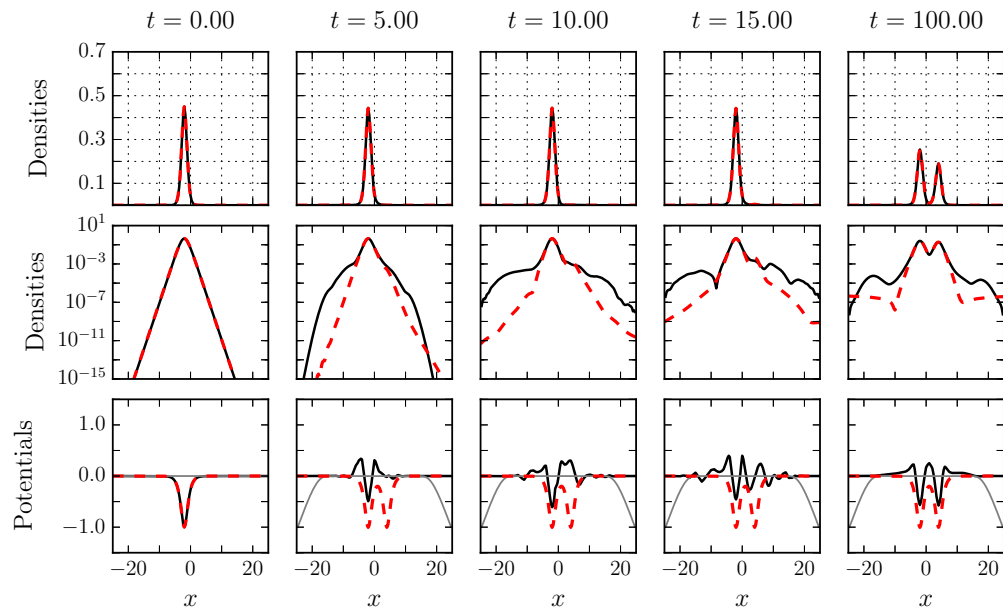 t = 0.00 t = 5.00 t = 10.00 t = 15.00 t = 100.00
Densities
0.7
0.5
0.3
0.1
Densities
10^1
10^−3
10^−7
10^−11
10^−15
Potentials
1.0
0.0
−1.0
−20 0 20 −20 0 20 −20 0 20 −20 0 20 −20 0 20
x x x x x